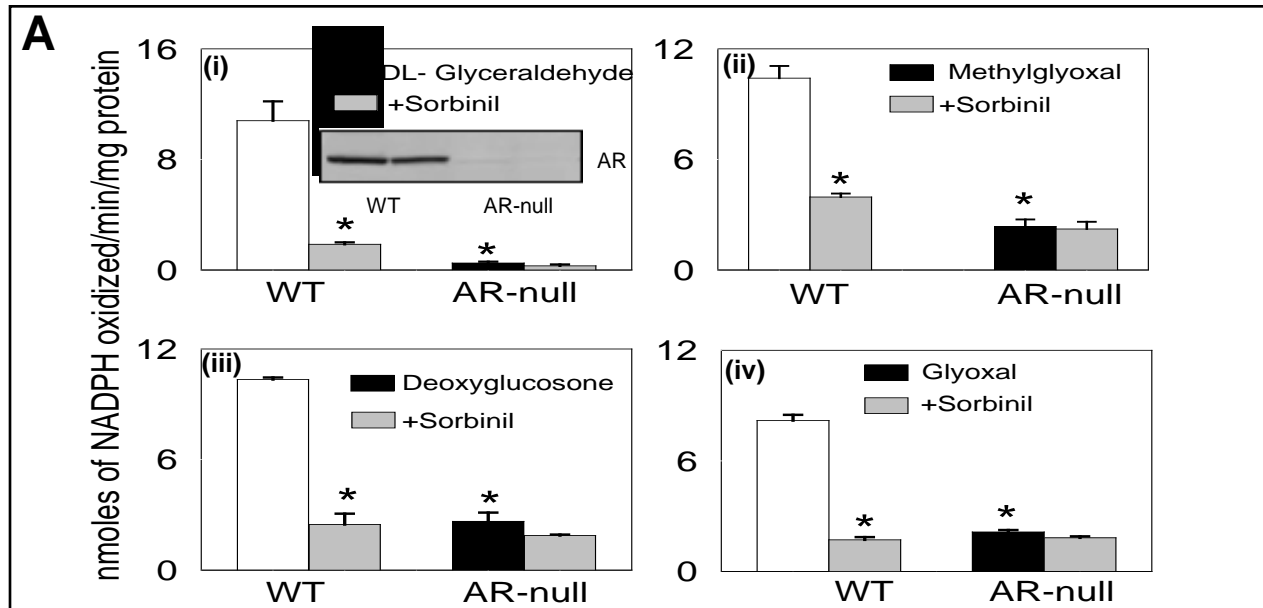 A
nmoles of NADPH oxidized/min/mg protein
(i)
16
8
0
DL- Glyceraldehyde
+Sorbinil
AR
WT
AR-null
*
*
WT
AR-null
(ii)
12
6
0
Methylglyoxal
+Sorbinil
*
*
WT
AR-null
(iii)
12
6
0
Deoxyglucosone
+Sorbinil
*
*
WT
AR-null
(iv)
12
6
0
Glyoxal
+Sorbinil
*
*
WT
AR-null